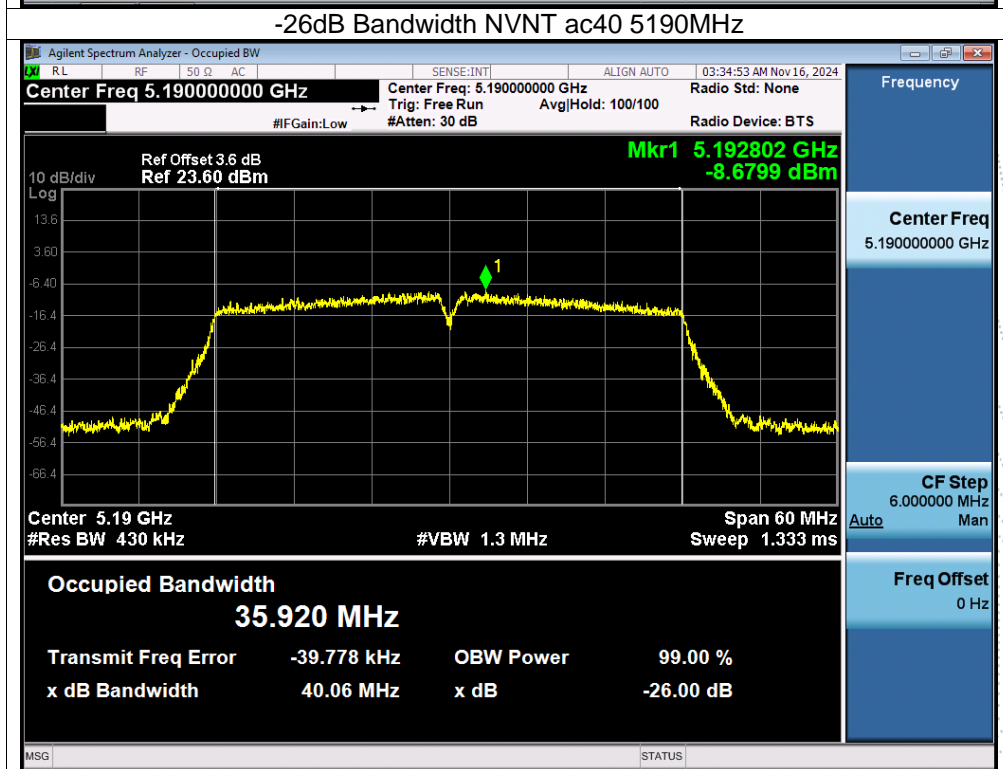 -26dB Bandwidth NVNT ac40 5190MHz
Agilent Spectrum Analyzer - Occupied BW
LXI RL RF 50 Ω AC SENSE:INT ALIGN AUTO 03:34:53 AM Nov 16, 2024
Center Freq 5.190000000 GHz Center Freq: 5.190000000 GHz Radio Std: None Frequency
Trig: Free Run Avg|Hold: 100/100
#IFGain:Low #Atten: 30 dB Radio Device: BTS
Mkr1 5.192802 GHz
Ref Offset 3.6 dB
10 dB/div Ref 23.60 dBm -8.6799 dBm
Log
13.6
3.60
-6.40
-16.4
-26.4
-36.4
-46.4
-56.4
-66.4
1
Center Freq
5.190000000 GHz
CF Step
6.000000 MHz
Auto Man
Center 5.19 GHz Span 60 MHz
#Res BW 430 kHz #VBW 1.3 MHz Sweep 1.333 ms
Freq Offset
0 Hz
Occupied Bandwidth
35.920 MHz
Transmit Freq Error -39.778 kHz OBW Power 99.00 %
x dB Bandwidth 40.06 MHz x dB -26.00 dB
MSG STATUS